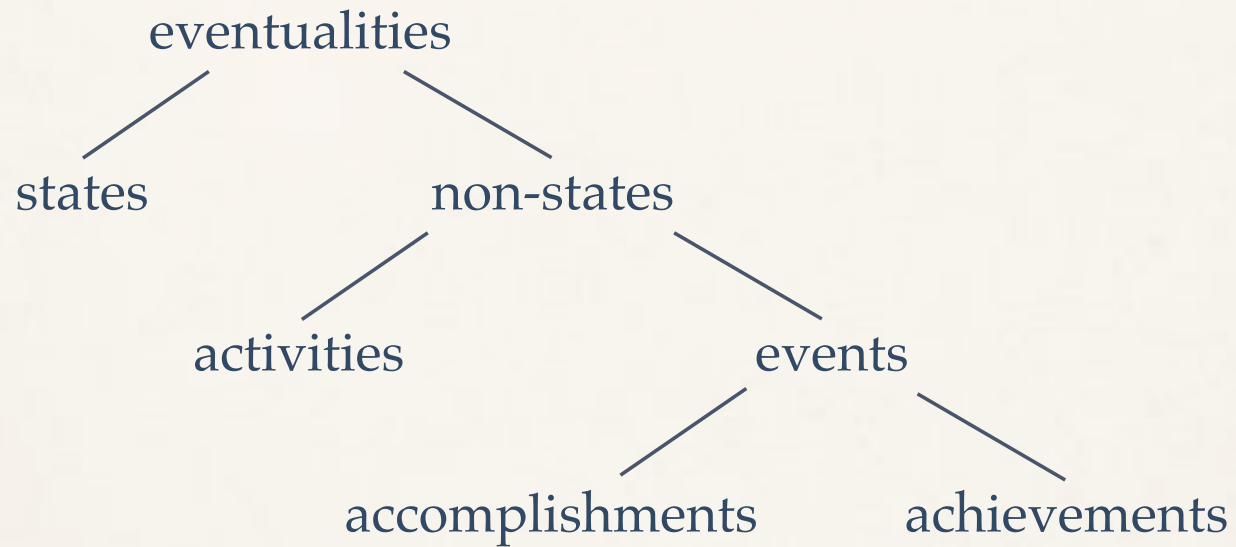 eventualities
states non-states
activities events
accomplishments achievements